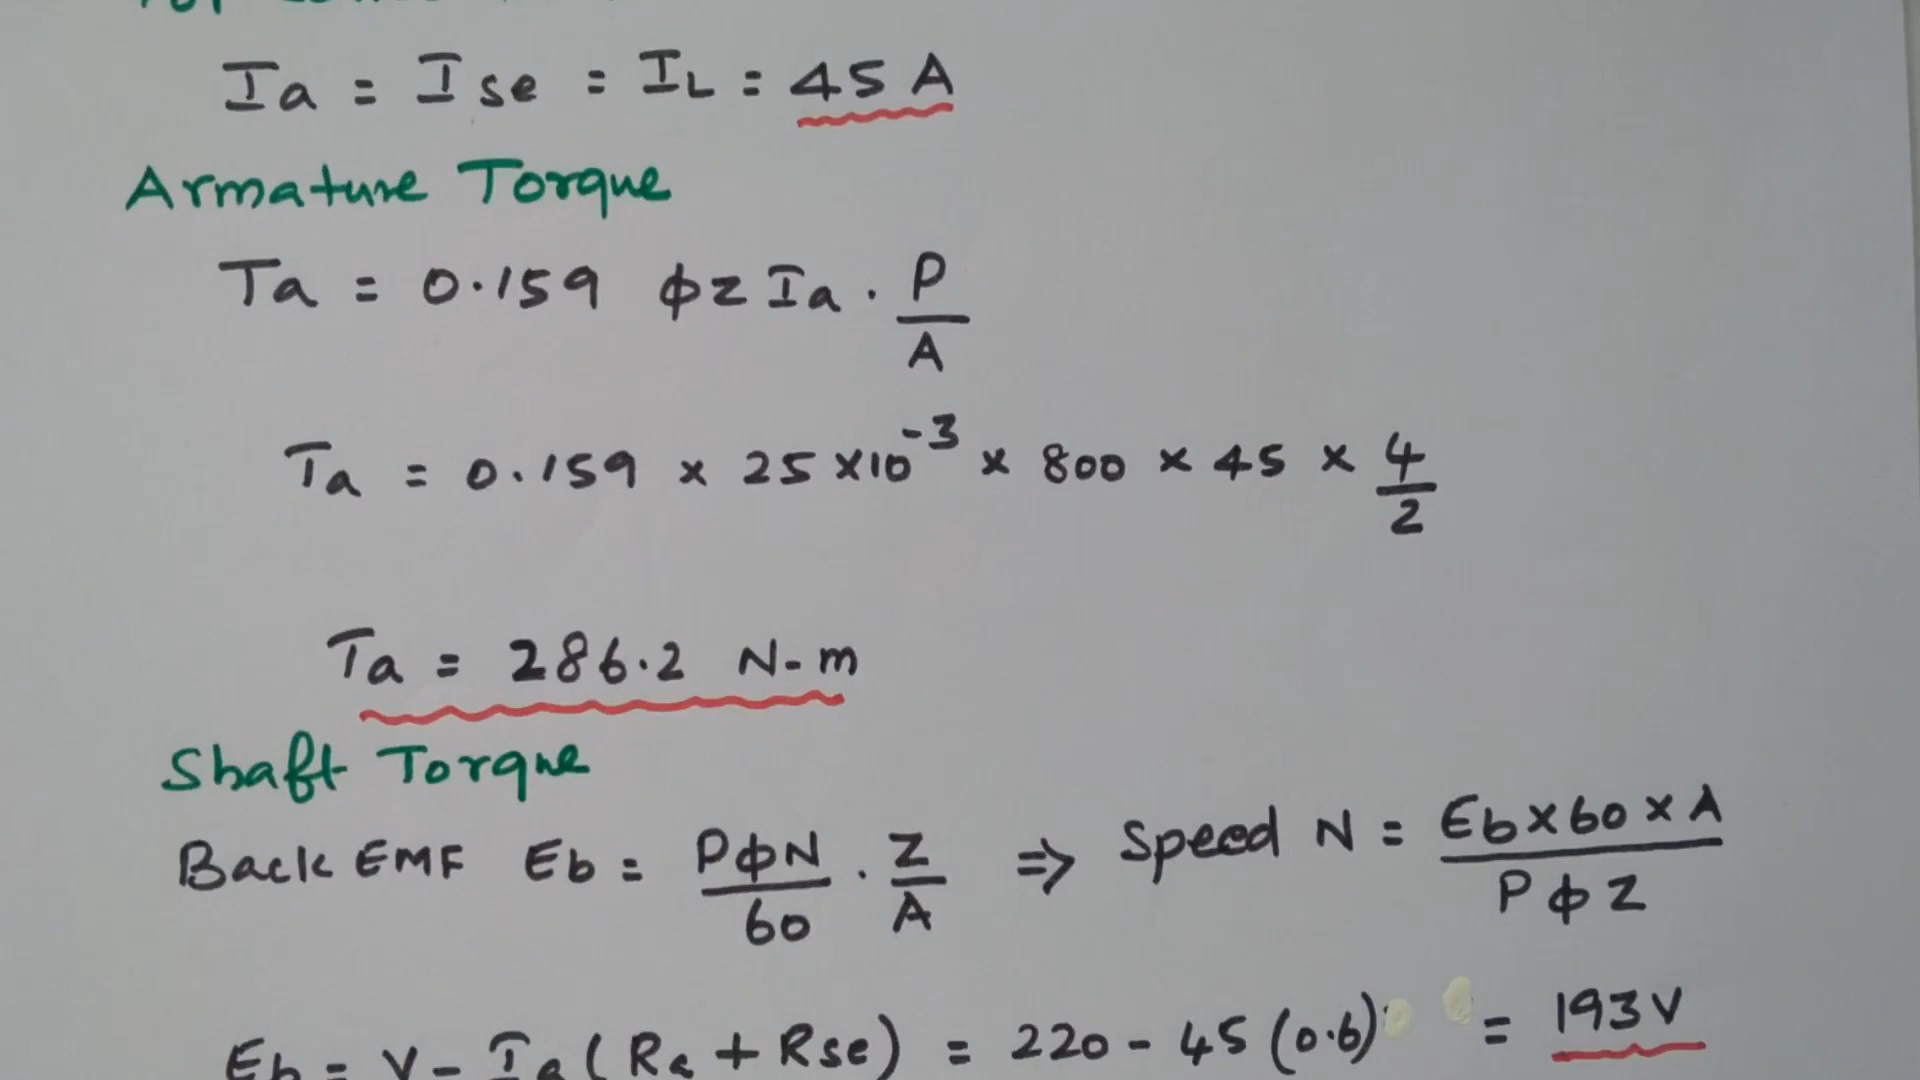 Ia = Ise = IL = 45 A
Armature Torque
Ta = 0.159 ϕZIa . P/A
Ta = 0.159 × 25 ×10⁻³ × 800 × 45 × 4/2
Ta = 286.2 N-m
Shaft Torque
Back EMF Eb = PϕN/60 . Z/A ⇒ Speed N = Eb×60×A/PϕZ
Eb = V - Ia (Ra + Rse) = 220 - 45 (0.6) = 193V